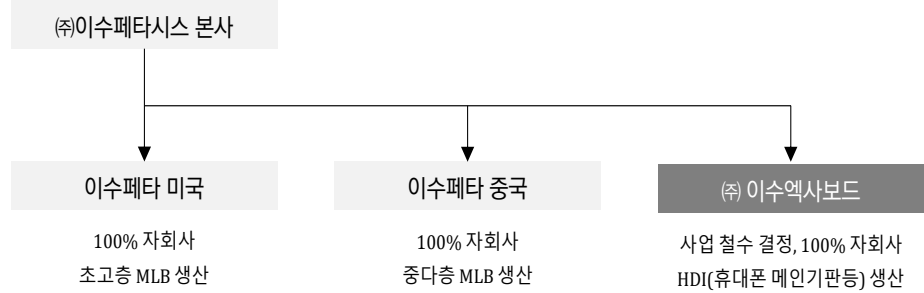 ㈜이수페타시스 본사
이수페타 미국
이수페타 중국
㈜ 이수엑사보드
100% 자회사
초고층 MLB 생산
100% 자회사
중다층 MLB 생산
사업 철수 결정, 100% 자회사
HDI(휴대폰 메인기판등) 생산